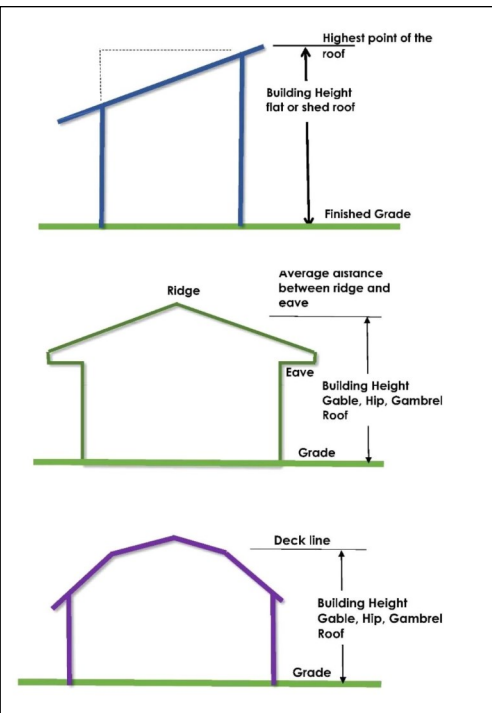 Highest point of the
roof
Building Height
flat or shed roof
Finished Grade
Average distance
between ridge and
eave
Ridge
Eave
Building Height
Gable, Hip, Gambrel
Roof
Grade
Deck line
Building Height
Gable, Hip, Gambrel
Roof
Grade